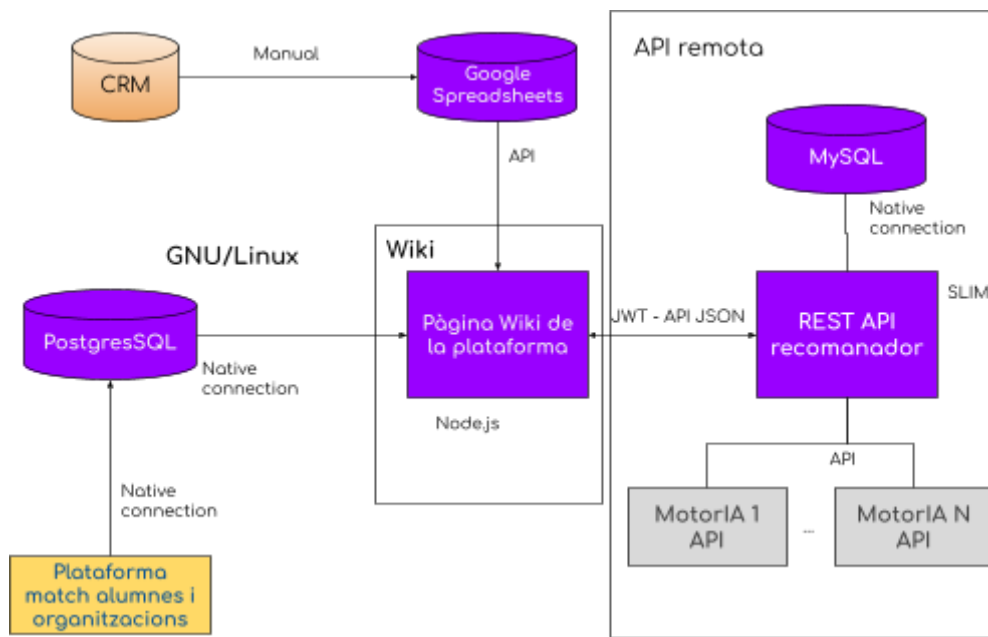 CRM
Manual
Google
Spreadsheets
API
API remota
MySQL
Native
connection
GNU/Linux
Wiki
PostgresSQL
Native
connection
Pàgina Wiki de
la plataforma
Node.js
JWT - API JSON
REST API
recomanador
SLIM
API
MotorIA 1
API
...
MotorIA N
API
Native
connection
Plataforma
match alumnes i
organitzacions